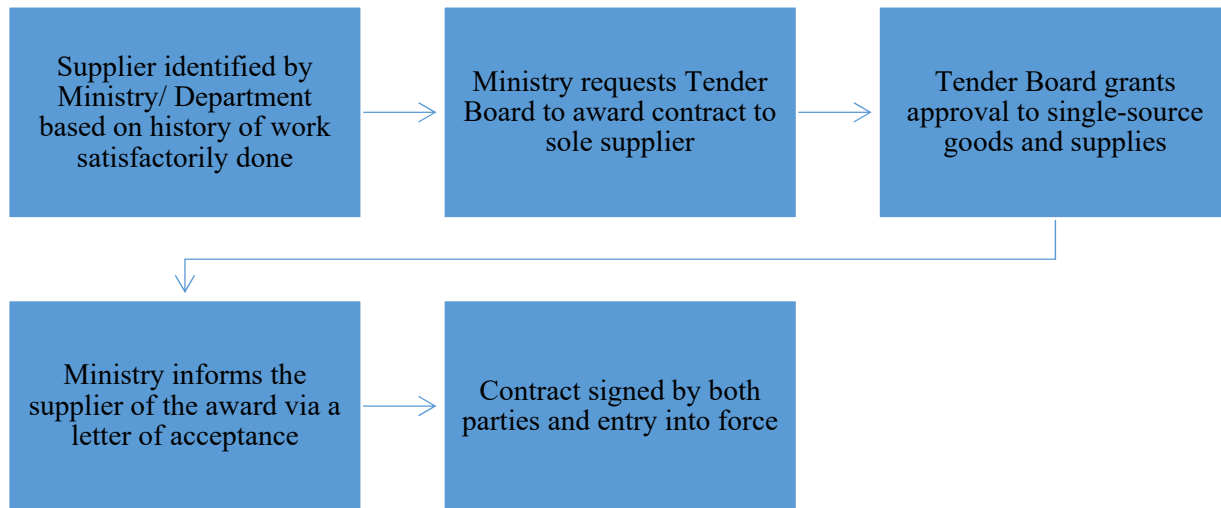 Supplier identified by
Ministry/ Department
based on history of work
satisfactorily done
Ministry requests Tender
Board to award contract to
sole supplier
Tender Board grants
approval to single-source
goods and supplies
Ministry informs the
supplier of the award via a
letter of acceptance
Contract signed by both
parties and entry into force